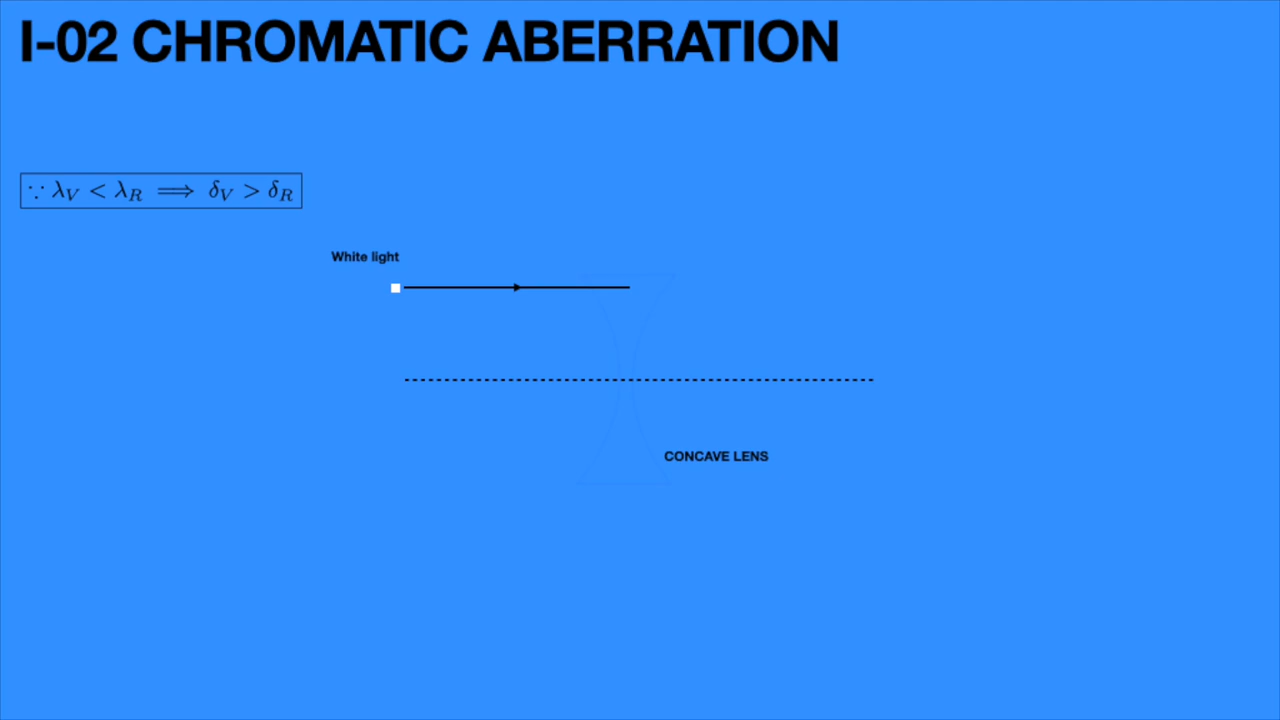 I-02 CHROMATIC ABERRATION
∵ λ_V < λ_R ⟹ δ_V > δ_R
White light
CONCAVE LENS